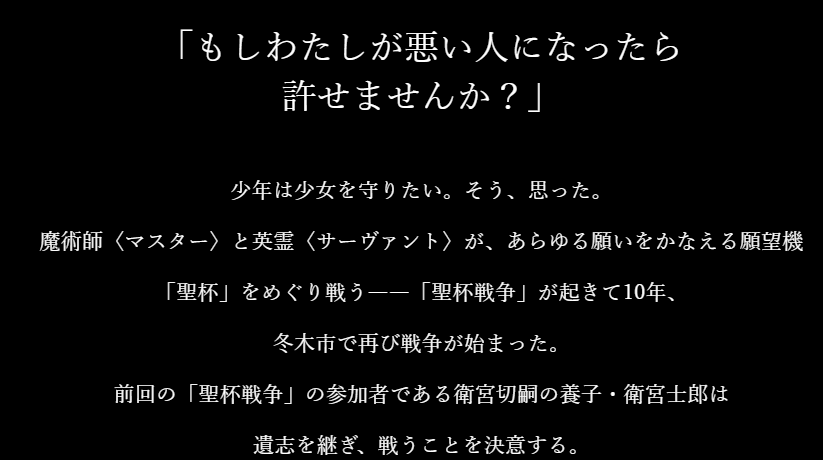 「もしわたしが悪い人になったら
許せませんか？」
少年は少女を守りたい。そう、思った。
魔術師〈マスター〉と英霊〈サーヴァント〉が、あらゆる願いをかなえる願望機
「聖杯」をめぐり戦う――「聖杯戦争」が起きて10年、
冬木市で再び戦争が始まった。
前回の「聖杯戦争」の参加者である衛宮切嗣の養子・衛宮士郎は
遺志を継ぎ、戦うことを決意する。